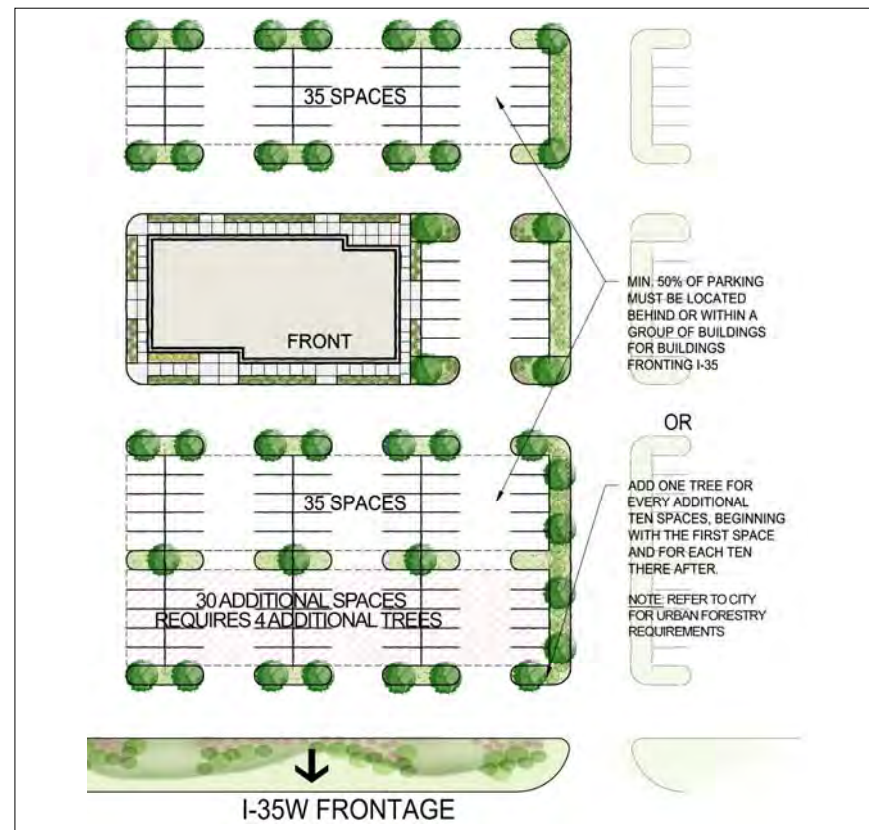 35 SPACES
FRONT
MIN. 50% OF PARKING
MUST BE LOCATED
BEHIND OR WITHIN A
GROUP OF BUILDINGS
FOR BUILDINGS
FRONTING I-35
OR
35 SPACES
ADD ONE TREE FOR
EVERY ADDITIONAL
TEN SPACES, BEGINNING
WITH THE FIRST SPACE
AND FOR EACH TEN
THERE AFTER.
NOTE: REFER TO CITY
FOR URBAN FORESTRY
REQUIREMENTS
30 ADDITIONAL SPACES
REQUIRES 4 ADDITIONAL TREES
I-35W FRONTAGE